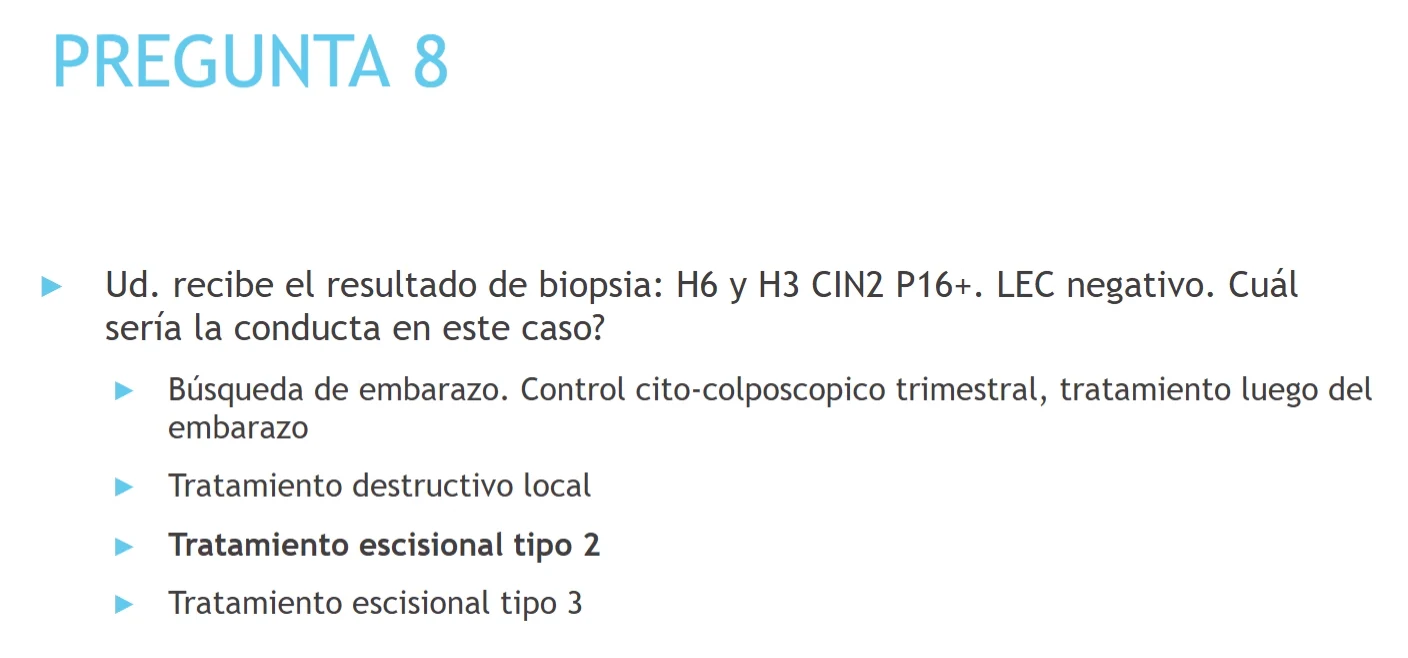 PREGUNTA 8
Ud. recibe el resultado de biopsia: H6 y H3 CIN2 P16+. LEC negativo. Cuál
sería la conducta en este caso?
Búsqueda de embarazo. Control cito-colposcopico trimestral, tratamiento luego del
embarazo
Tratamiento destructivo local
Tratamiento escisional tipo 2
Tratamiento escisional tipo 3